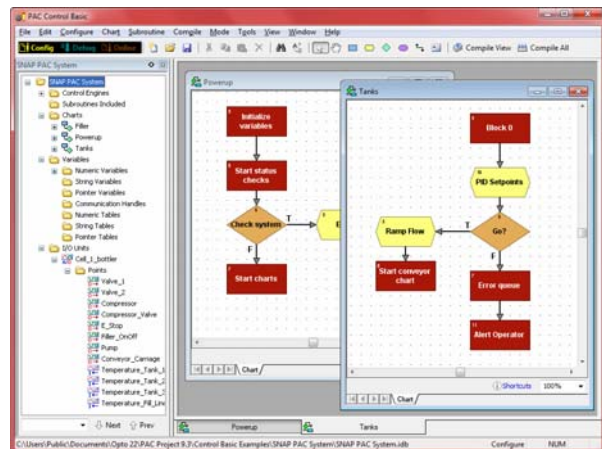 PAC Control Basic
File Edit Configure Chart Subroutine Compile Mode Tools View Window Help
Config Debug Online Compile View Compile All
SNAP PAC System
SNAP PAC System
Control Engines
Subroutines Included
Charts
Filler
Powerup
Tanks
Variables
Numeric Variables
String Variables
Pointer Variables
Communication Handles
Numeric Tables
String Tables
Pointer Tables
I/O Units
Cell_1_bottler
Points
Valve_1
Valve_2
Compressor
Compressor_Valve
E_Stop
Filler_OnOff
Pump
Conveyor_Carriage
Temperature_Tank_1
Temperature_Tank_2
Temperature_Tank_3
Temperature_Fill_Line
Next Prev
Powerup
Initialize
variables
Start status
checks
Check system
T
E
F
Start charts
Chart
Tanks
Block 0
PID Setpoints
Go?
T
Ramp Flow
F
Start conveyor
chart
Error queue
Alert Operator
Chart
Shortcuts 100%
Powerup Tanks
C:\Users\Public\Documents\Opto 22\PAC Project 9.3\Control Basic Examples\SNAP PAC System\SNAP PAC System.idb Configure NUM